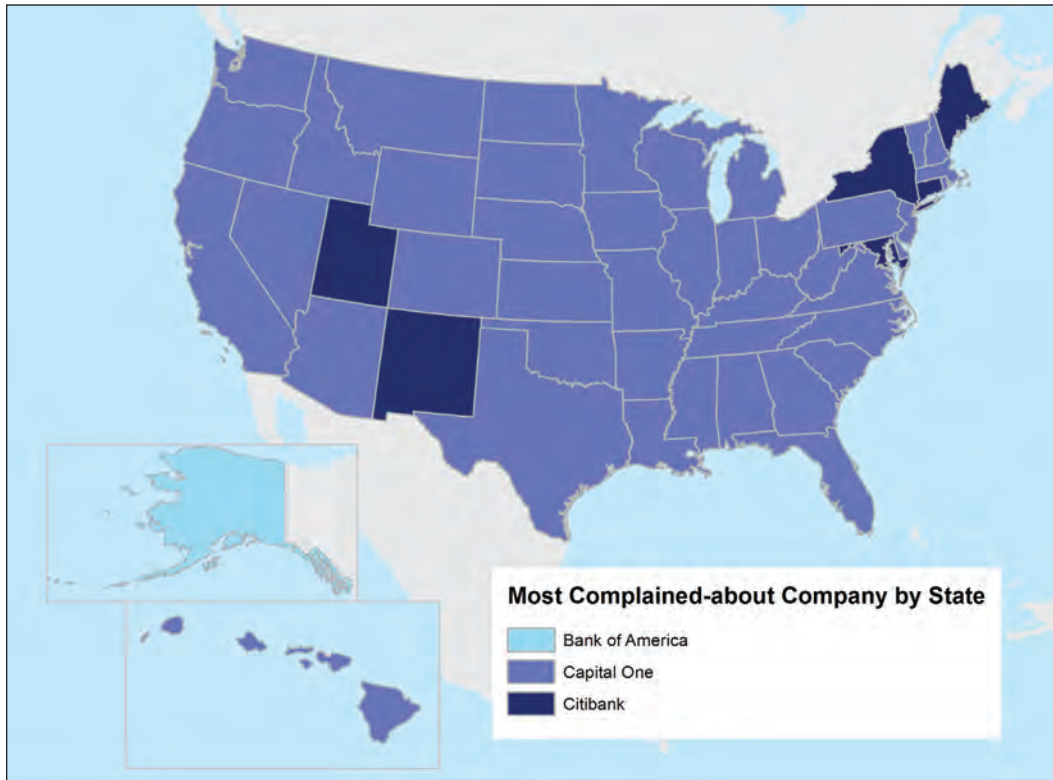 Most Complained-about Company by State
Bank of America
Capital One
Citibank